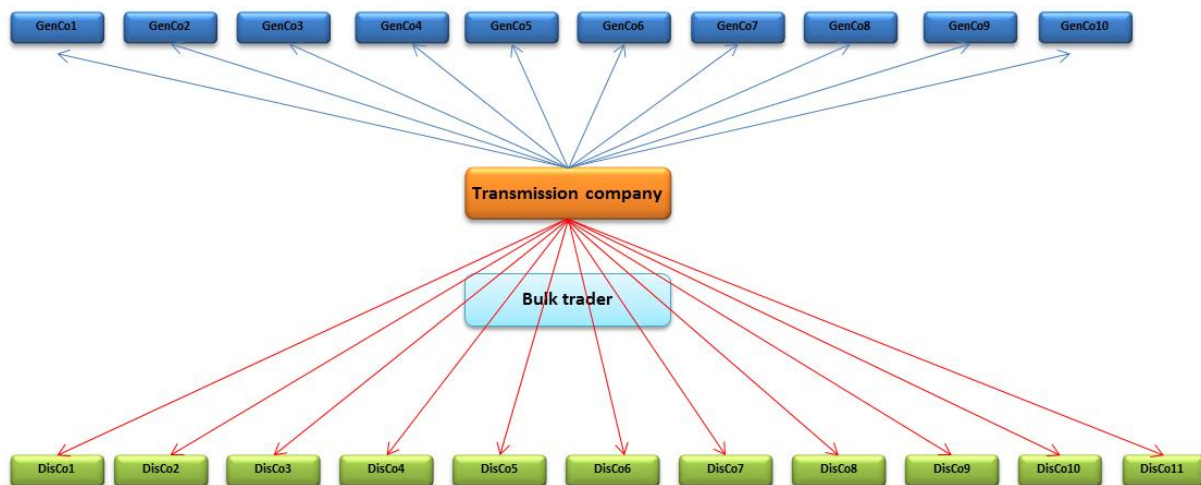 GenCo1
GenCo2
GenCo3
GenCo4
GenCo5
GenCo6
GenCo7
GenCo8
GenCo9
GenCo10
Transmission company
Bulk trader
DisCo1
DisCo2
DisCo3
DisCo4
DisCo5
DisCo6
DisCo7
DisCo8
DisCo9
DisCo10
DisCo11